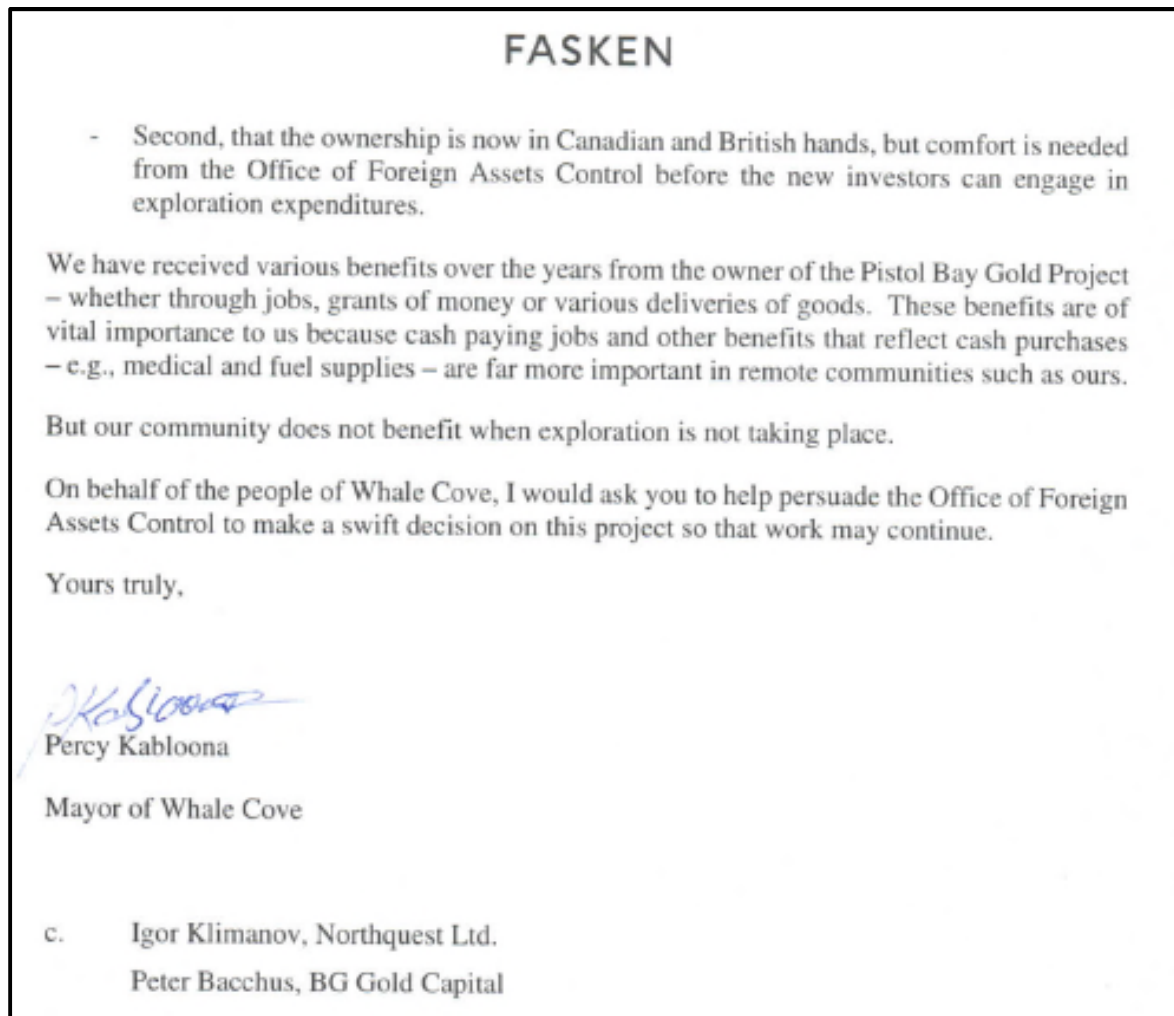 FASKEN
- Second, that the ownership is now in Canadian and British hands, but comfort is needed
from the Office of Foreign Assets Control before the new investors can engage in
exploration expenditures.
We have received various benefits over the years from the owner of the Pistol Bay Gold Project
– whether through jobs, grants of money or various deliveries of goods. These benefits are of
vital importance to us because cash paying jobs and other benefits that reflect cash purchases
– e.g., medical and fuel supplies – are far more important in remote communities such as ours.
But our community does not benefit when exploration is not taking place.
On behalf of the people of Whale Cove, I would ask you to help persuade the Office of Foreign
Assets Control to make a swift decision on this project so that work may continue.
Yours truly,
PKabloona
Percy Kabloona
Mayor of Whale Cove
c. Igor Klimanov, Northquest Ltd.
Peter Bacchus, BG Gold Capital